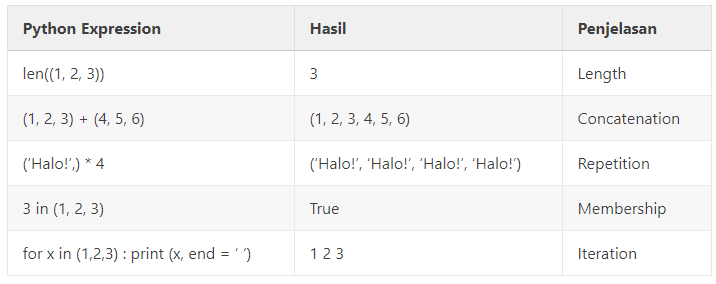 Python Expression Hasil Penjelasan
len((1, 2, 3)) 3 Length
(1, 2, 3) + (4, 5, 6) (1, 2, 3, 4, 5, 6) Concatenation
(‘Halo!’,) * 4 (‘Halo!’, ‘Halo!’, ‘Halo!’, ‘Halo!’) Repetition
3 in (1, 2, 3) True Membership
for x in (1,2,3) : print (x, end = ‘ ‘) 1 2 3 Iteration